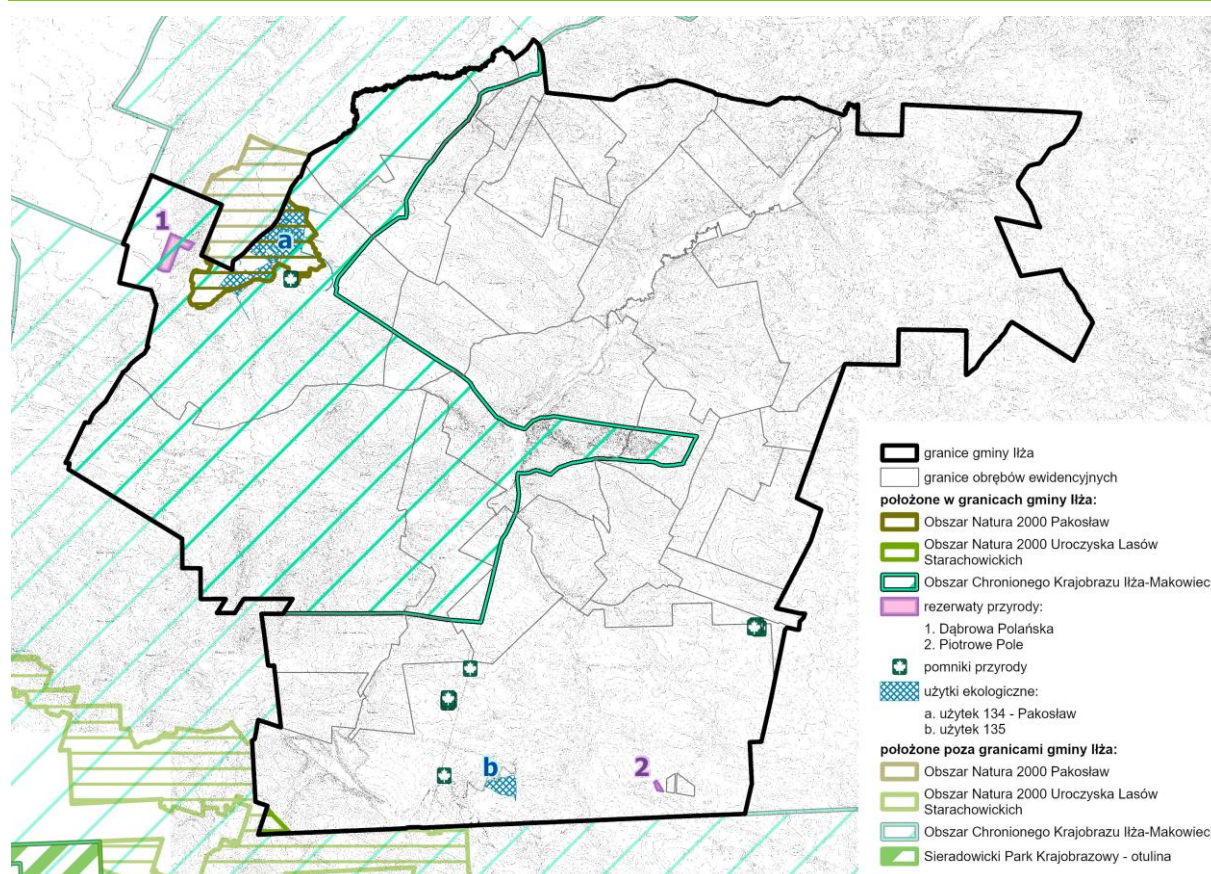 1
a
b
2
granice gminy Iłża
granice obrębów ewidencyjnych
położone w granicach gminy Iłża:
Obszar Natura 2000 Pakosław
Obszar Natura 2000 Uroczyska Lasów
Starachowickich
Obszar Chronionego Krajobrazu Iłża-Makowiec
rezerwaty przyrody:
1. Dąbrowa Polańska
2. Piotrowe Pole
pomniki przyrody
użytki ekologiczne:
a. użytek 134 - Pakosław
b. użytek 135
położone poza granicami gminy Iłża:
Obszar Natura 2000 Pakosław
Obszar Natura 2000 Uroczyska Lasów
Starachowickich
Obszar Chronionego Krajobrazu Iłża-Makowiec
Sieradowicki Park Krajobrazowy - otulina